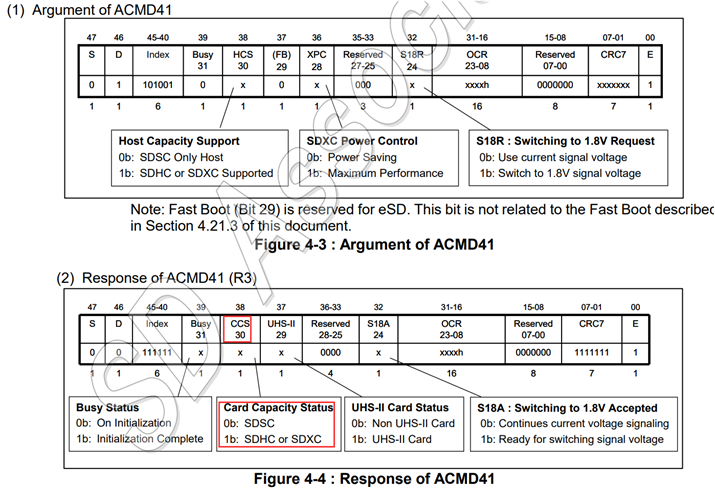 (1) Argument of ACMD41
47 46 45-40 39 38 37 36 35-33 32 31-16 15-08 07-01 00
S D Index Busy HCS (FB) XPC Reserved S18R OCR Reserved CRC7 E
31 30 29 28 27-25 24 23-08 07-00
0 1 101001 0 x 0 x 000 x xxxxh 0000000 xxxxxxx 1
1 1 6 1 1 1 1 3 1 16 8 7 1
Host Capacity Support SDXC Power Control S18R : Switching to 1.8V Request
0b: SDSC Only Host 0b: Power Saving 0b: Use current signal voltage
1b: SDHC or SDXC Supported 1b: Maximum Performance 1b: Switch to 1.8V signal voltage
Note: Fast Boot (Bit 29) is reserved for eSD. This bit is not related to the Fast Boot described
in Section 4.21.3 of this document.
Figure 4-3 : Argument of ACMD41
(2) Response of ACMD41 (R3)
47 46 45-40 39 38 37 36-33 32 31-16 15-08 07-01 00
S D Index Busy CCS UHS-II Reserved S18A OCR Reserved CRC7 E
31 30 29 28-25 24 23-08 07-00
0 0 111111 x x x 0000 x xxxxh 0000000 1111111 1
1 1 6 1 1 1 4 1 16 8 7 1
Busy Status Card Capacity Status UHS-II Card Status S18A : Switching to 1.8V Accepted
0b: On Initialization 0b: SDSC 0b: Non UHS-II Card 0b: Continues current voltage signaling
1b: Initialization Complete 1b: SDHC or SDXC 1b: UHS-II Card 1b: Ready for switching signal voltage
Figure 4-4 : Response of ACMD41